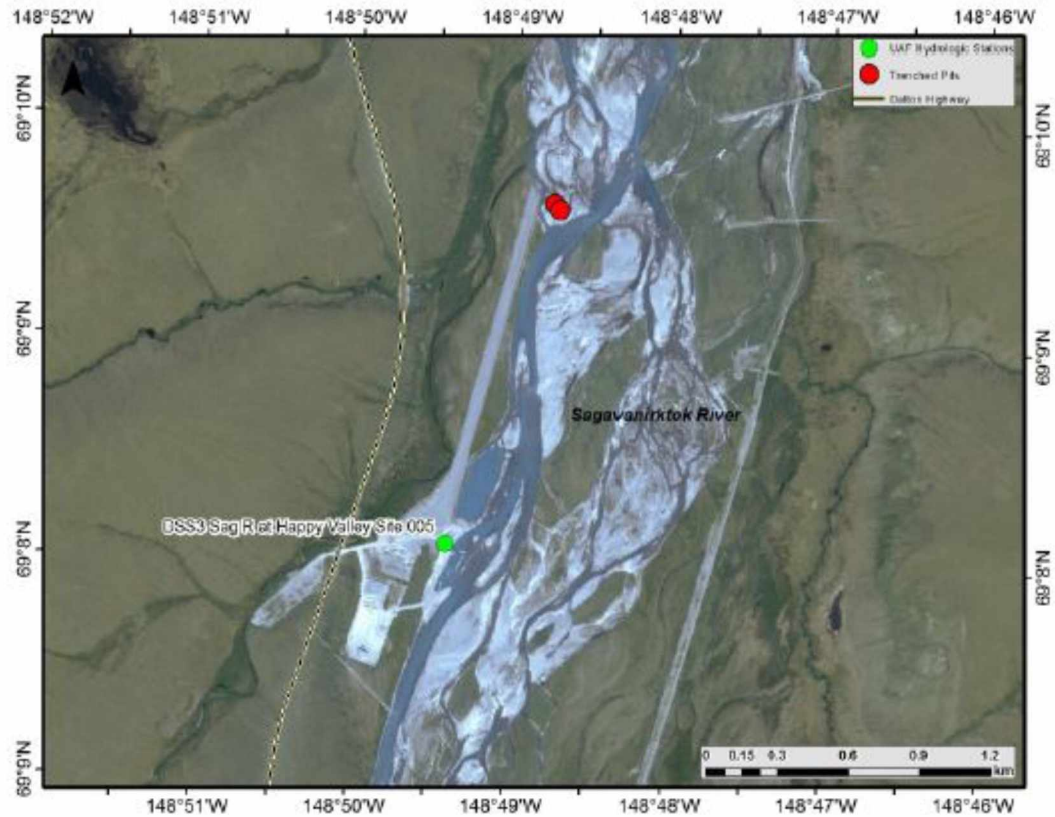 148°52'W 148°51'W 148°50'W 148°49'W 148°48'W 148°47'W 148°46'W
UAF Hydrologic Stations
Trenched Pits
Dalton Highway
69°10'N 69°10'N
69°9'N 69°9'N
Sagavanirktok River
DSS3 Sag R at Happy Valley Site 005
69°8'N 69°8'N
0 0.15 0.3 0.6 0.9 1.2
km
69°9'N
148°51'W 148°50'W 148°49'W 148°48'W 148°47'W 148°46'W